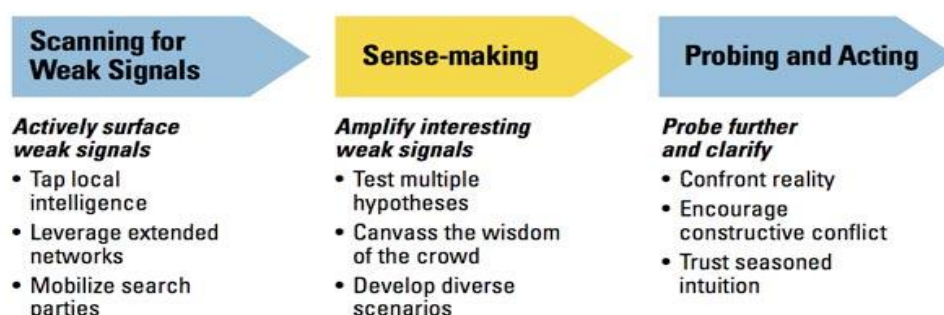 Scanning for
Weak Signals
Actively surface
weak signals
• Tap local
intelligence
• Leverage extended
networks
• Mobilize search
parties
Sense-making
Amplify interesting
weak signals
• Test multiple
hypotheses
• Canvass the wisdom
of the crowd
• Develop diverse
scenarios
Probing and Acting
Probe further
and clarify
• Confront reality
• Encourage
constructive conflict
• Trust seasoned
intuition